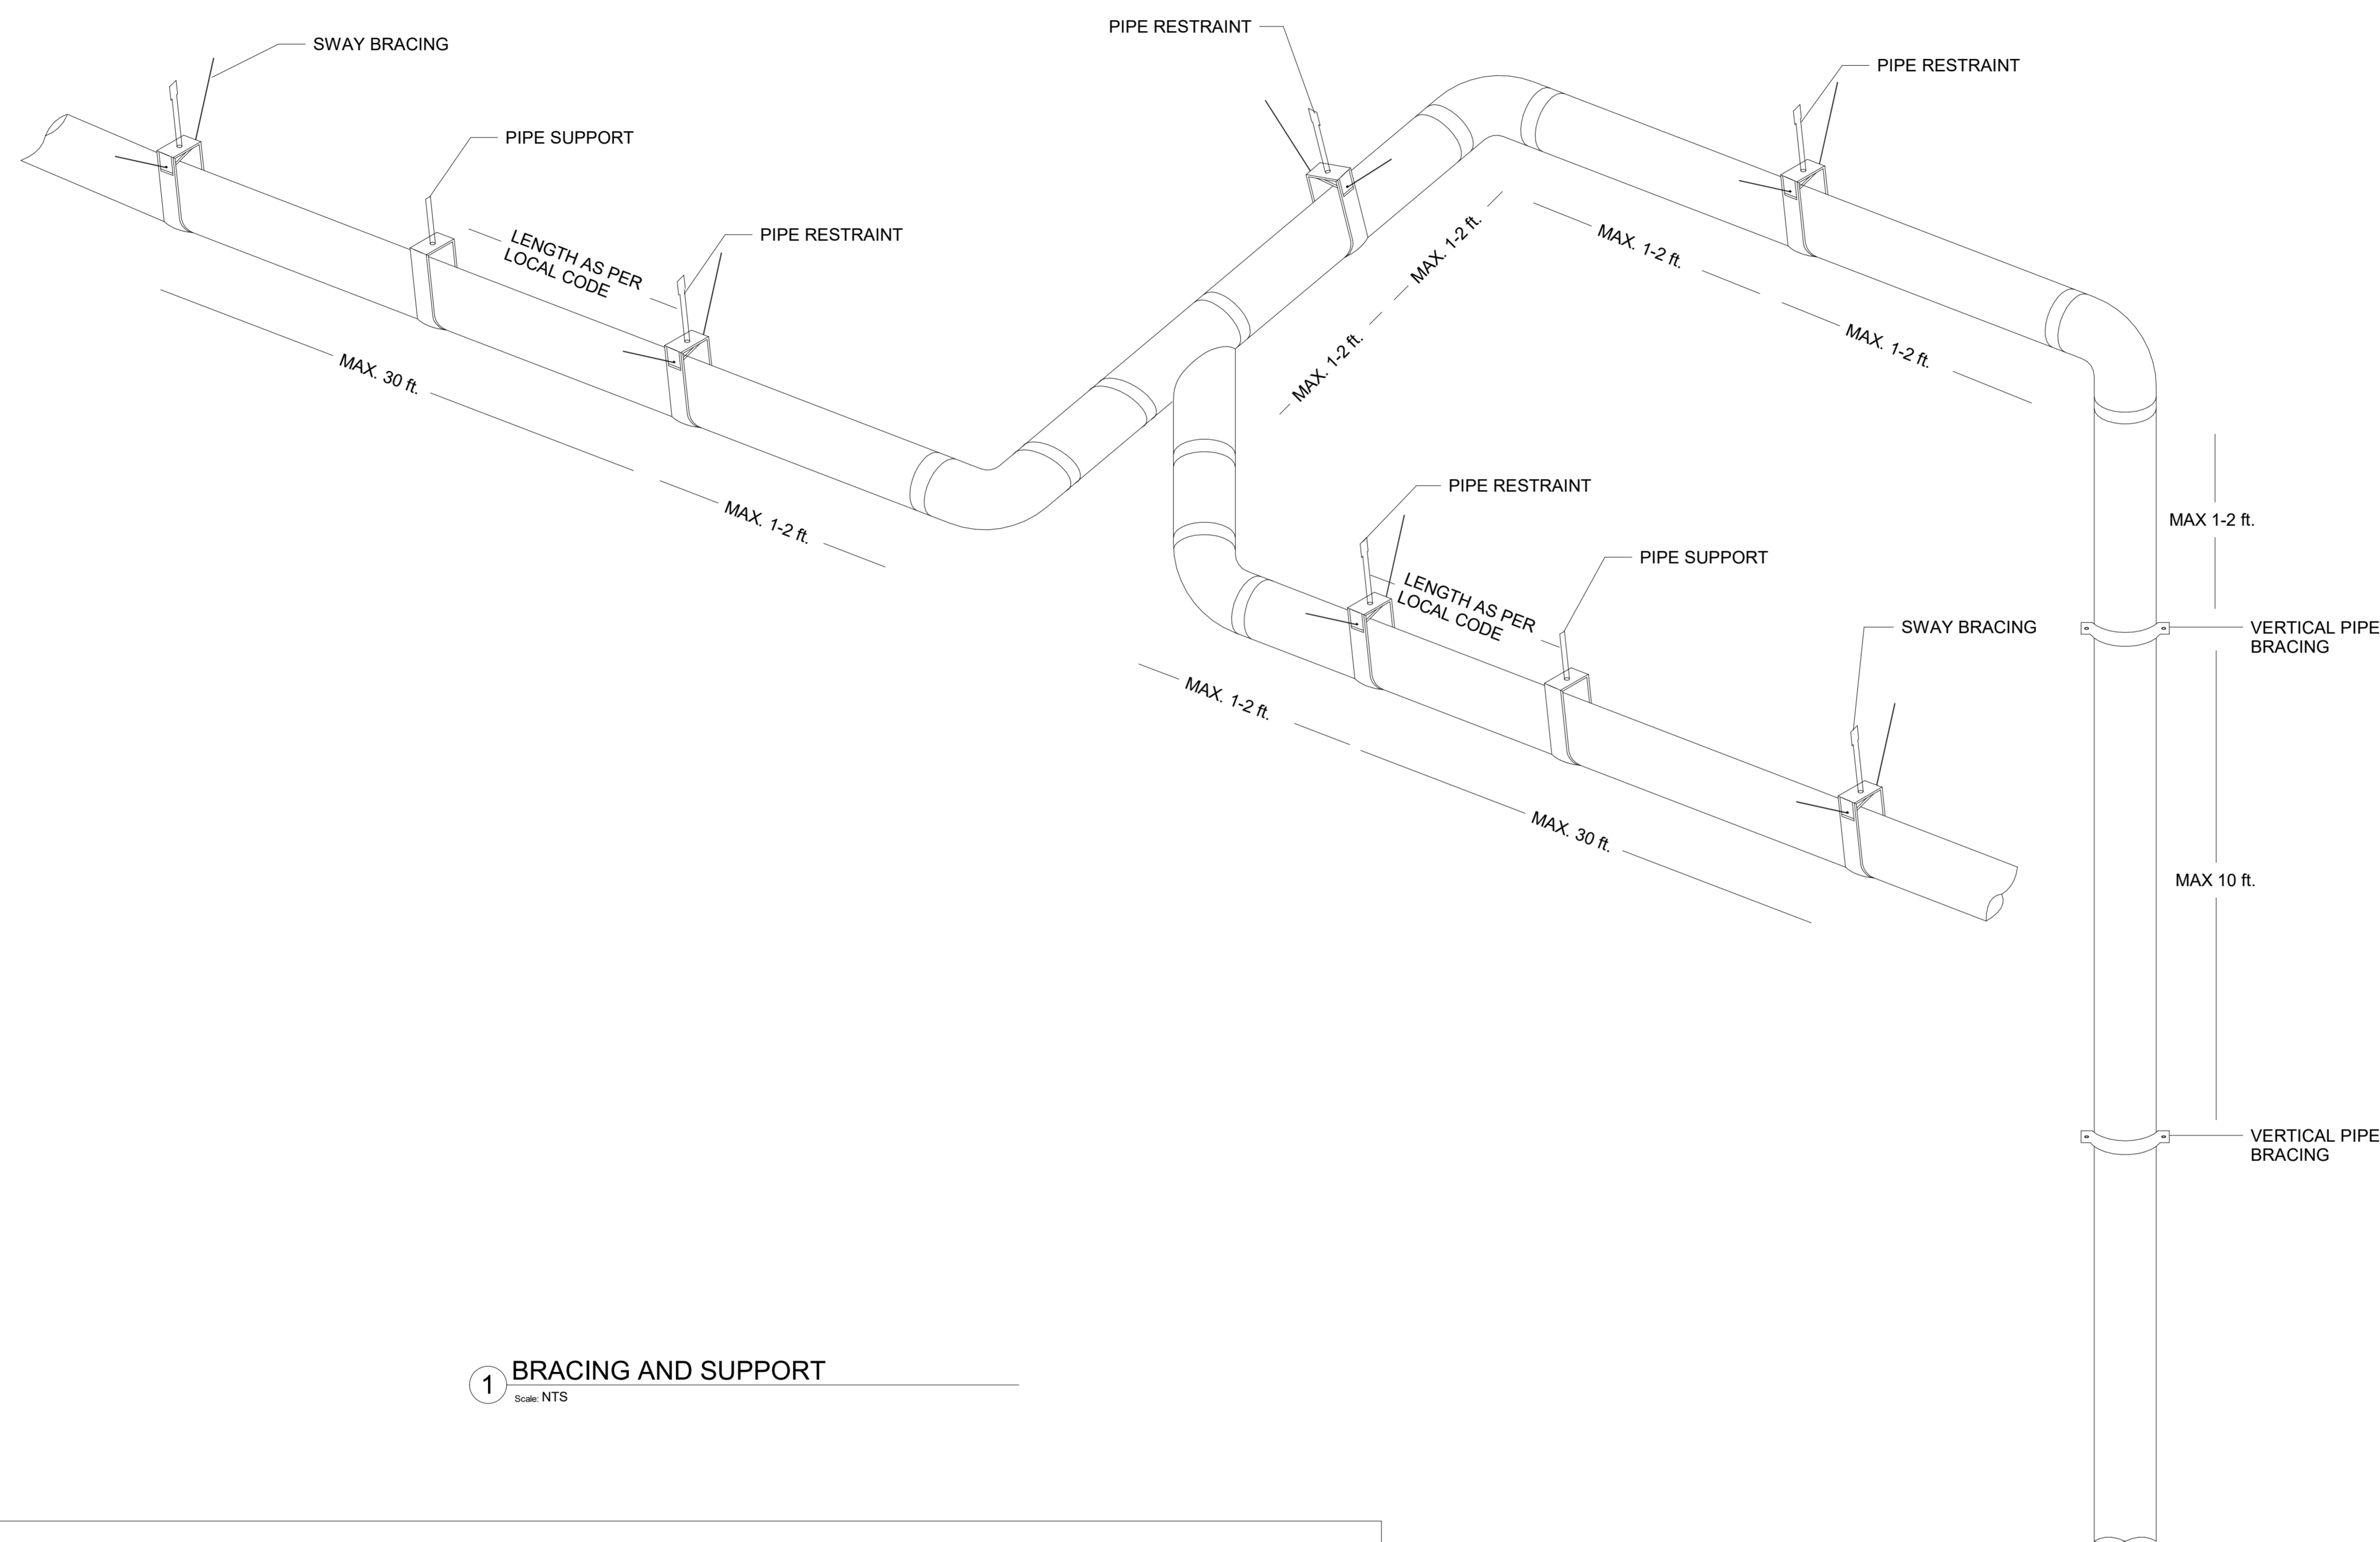 PIPE RESTRAINT
SWAY BRACING
PIPE RESTRAINT
PIPE SUPPORT
PIPE RESTRAINT
LENGTH AS PER
LOCAL CODE
MAX. 1-2 ft.
MAX. 1-2 ft.
MAX. 1-2 ft.
MAX. 1-2 ft.
MAX. 30 ft.
PIPE RESTRAINT
MAX. 1-2 ft.
MAX 1-2 ft.
PIPE SUPPORT
LENGTH AS PER
LOCAL CODE
SWAY BRACING
VERTICAL PIPE
BRACING
MAX. 1-2 ft.
MAX. 30 ft.
MAX 10 ft.
VERTICAL PIPE
BRACING
1
BRACING AND SUPPORT
Scale: NTS